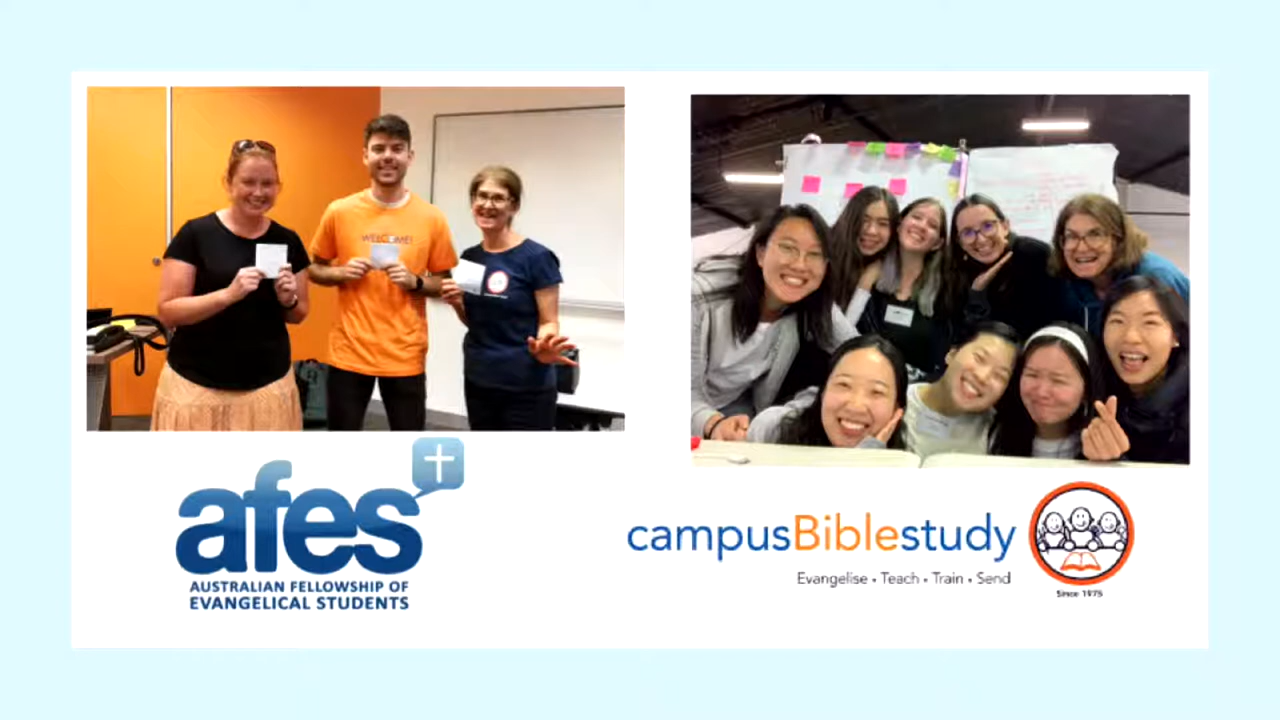 WELCOME!
afes
AUSTRALIAN FELLOWSHIP OF
EVANGELICAL STUDENTS
campusBiblestudy
Evangelise • Teach • Train • Send
Since 1975